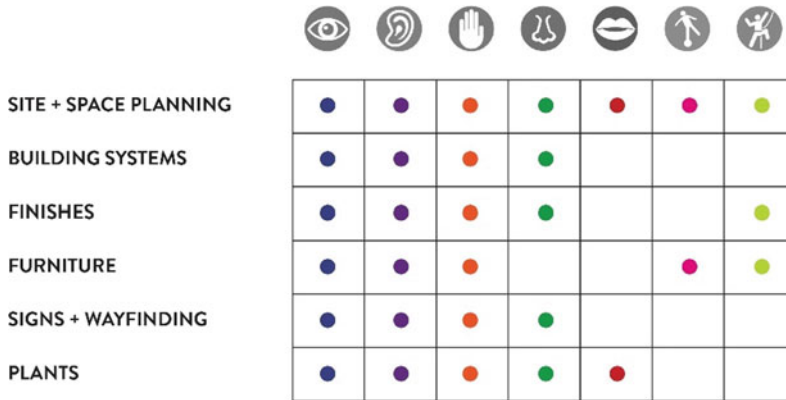 SITE + SPACE PLANNING
BUILDING SYSTEMS
FINISHES
FURNITURE
SIGNS + WAYFINDING
PLANTS